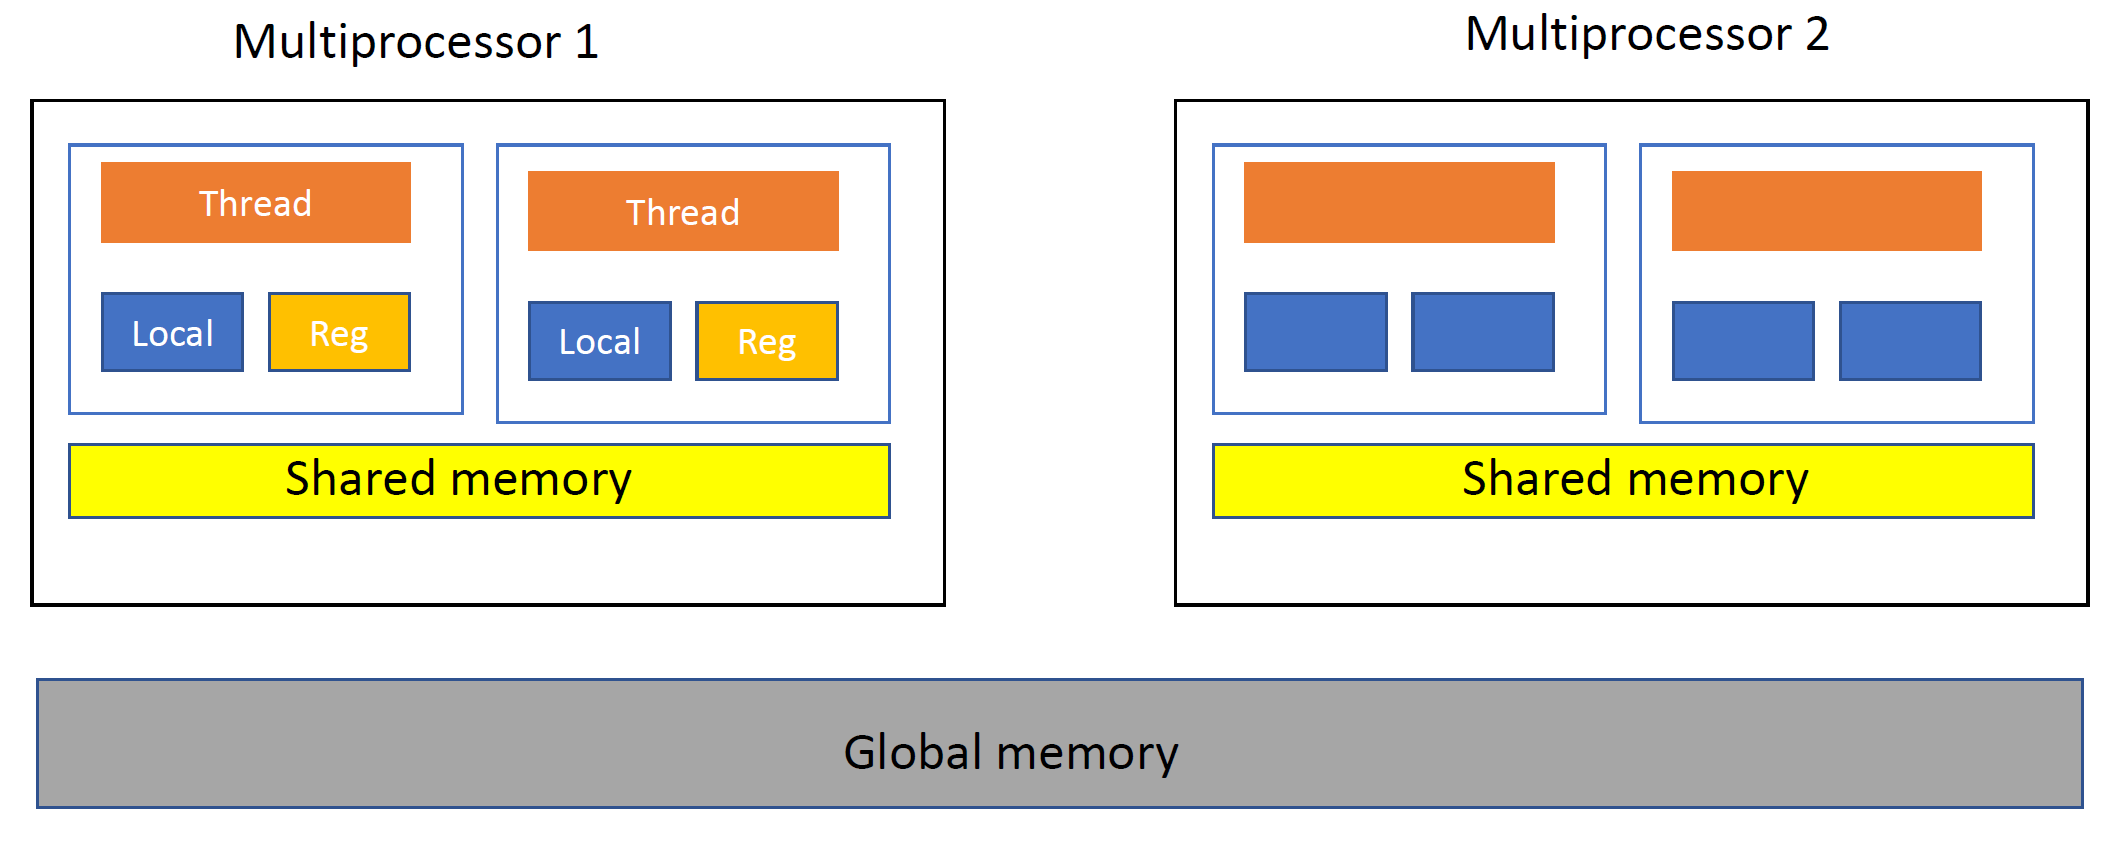 Multiprocessor 1
Multiprocessor 2
Thread
Thread
Local
Reg
Local
Reg
Shared memory
Shared memory
Global memory